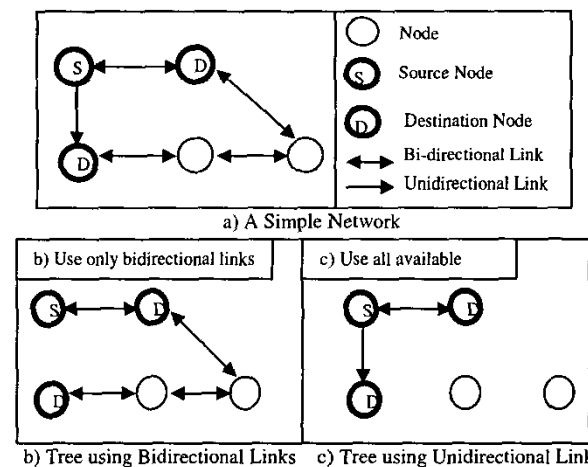 S
D
D
Node
S
Source Node
D
Destination Node
Bi-directional Link
Unidirectional Link
a) A Simple Network
b) Use only bidirectional links
c) Use all available
S
D
D
S
D
D
b) Tree using Bidirectional Links
c) Tree using Unidirectional Lin